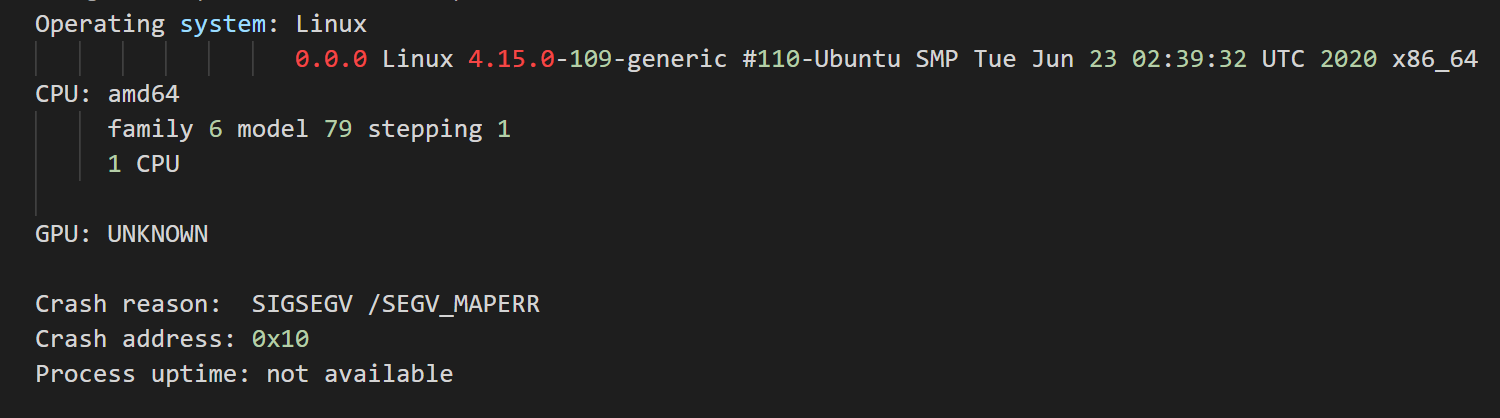 Operating system: Linux
0.0.0 Linux 4.15.0-109-generic #110-Ubuntu SMP Tue Jun 23 02:39:32 UTC 2020 x86_64
CPU: amd64
family 6 model 79 stepping 1
1 CPU
GPU: UNKNOWN
Crash reason:  SIGSEGV /SEGV_MAPERR
Crash address: 0x10
Process uptime: not available